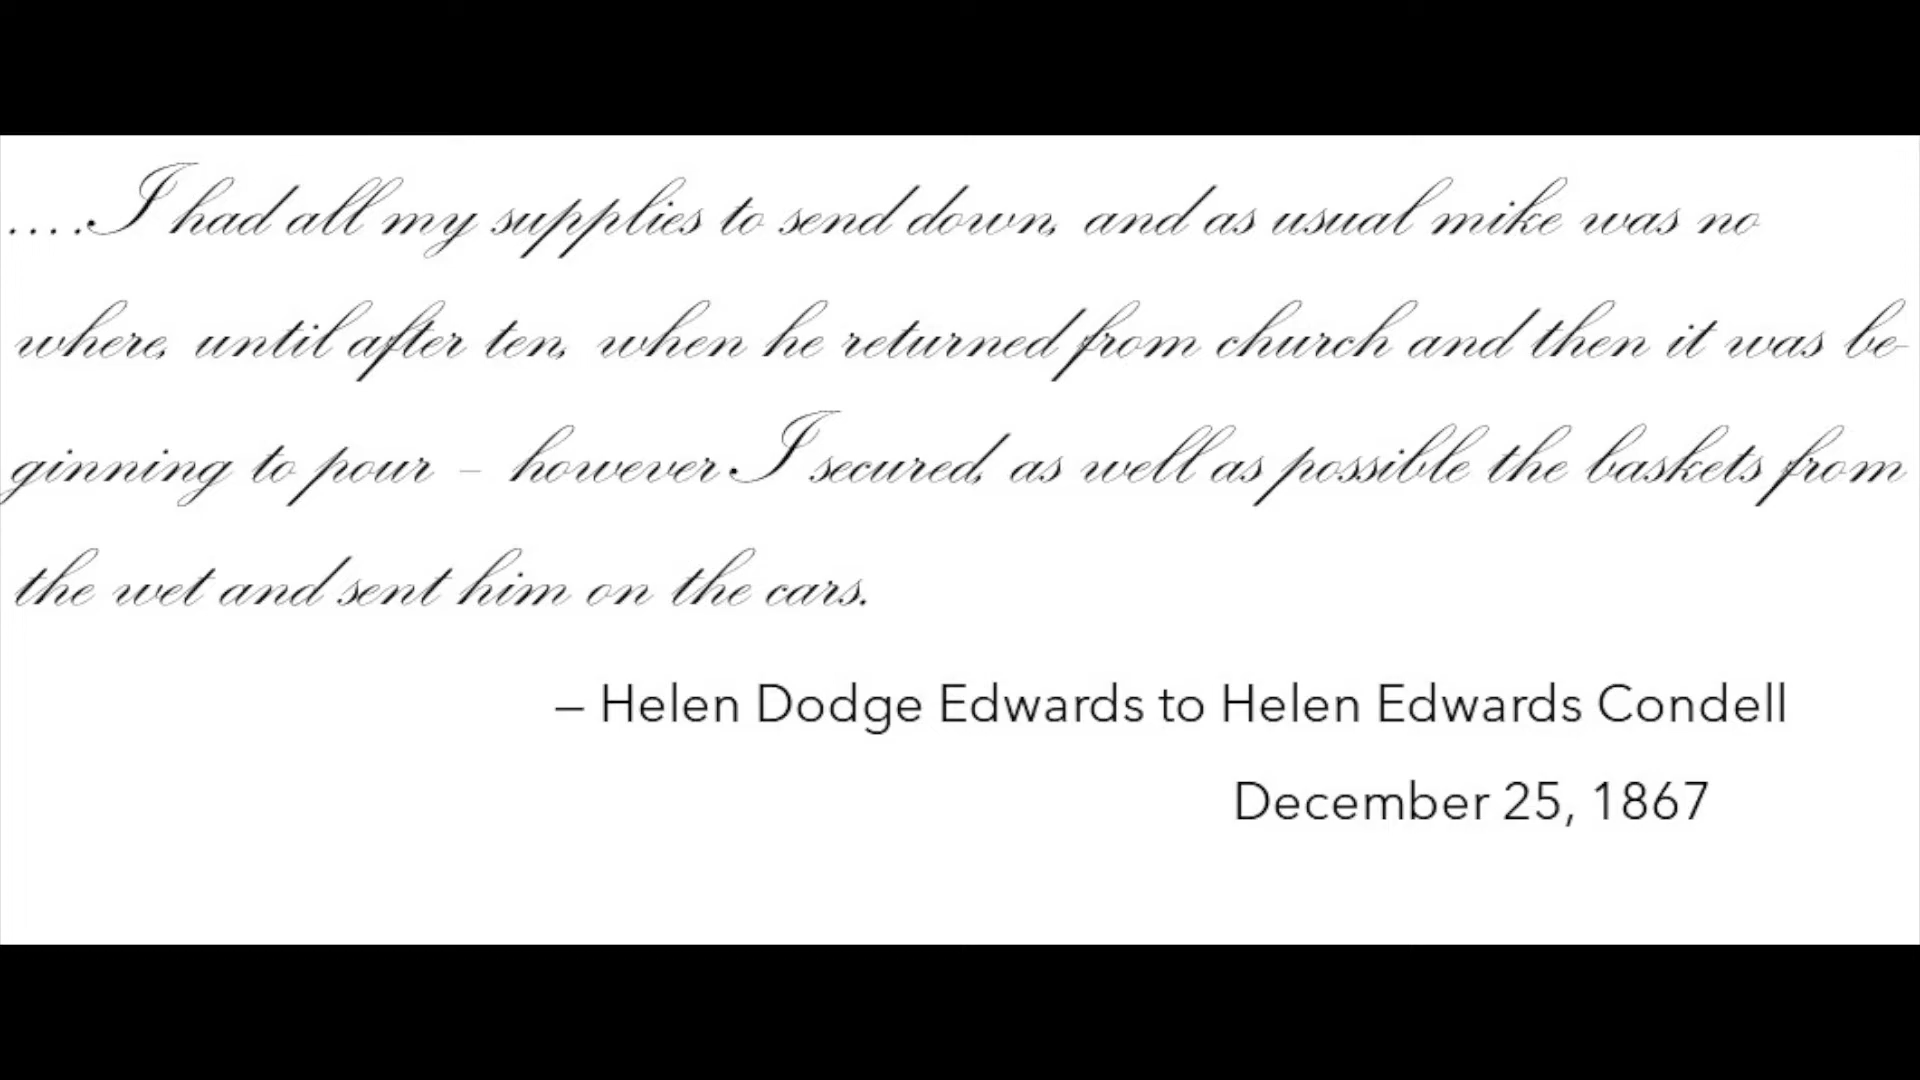 ....I had all my supplies to send down, and as usual mike was no
where, until after ten, when he returned from church and then it was be-
ginning to pour – however I secured, as well as possible the baskets from
the wet and sent him on the cars.
– Helen Dodge Edwards to Helen Edwards Condell
December 25, 1867